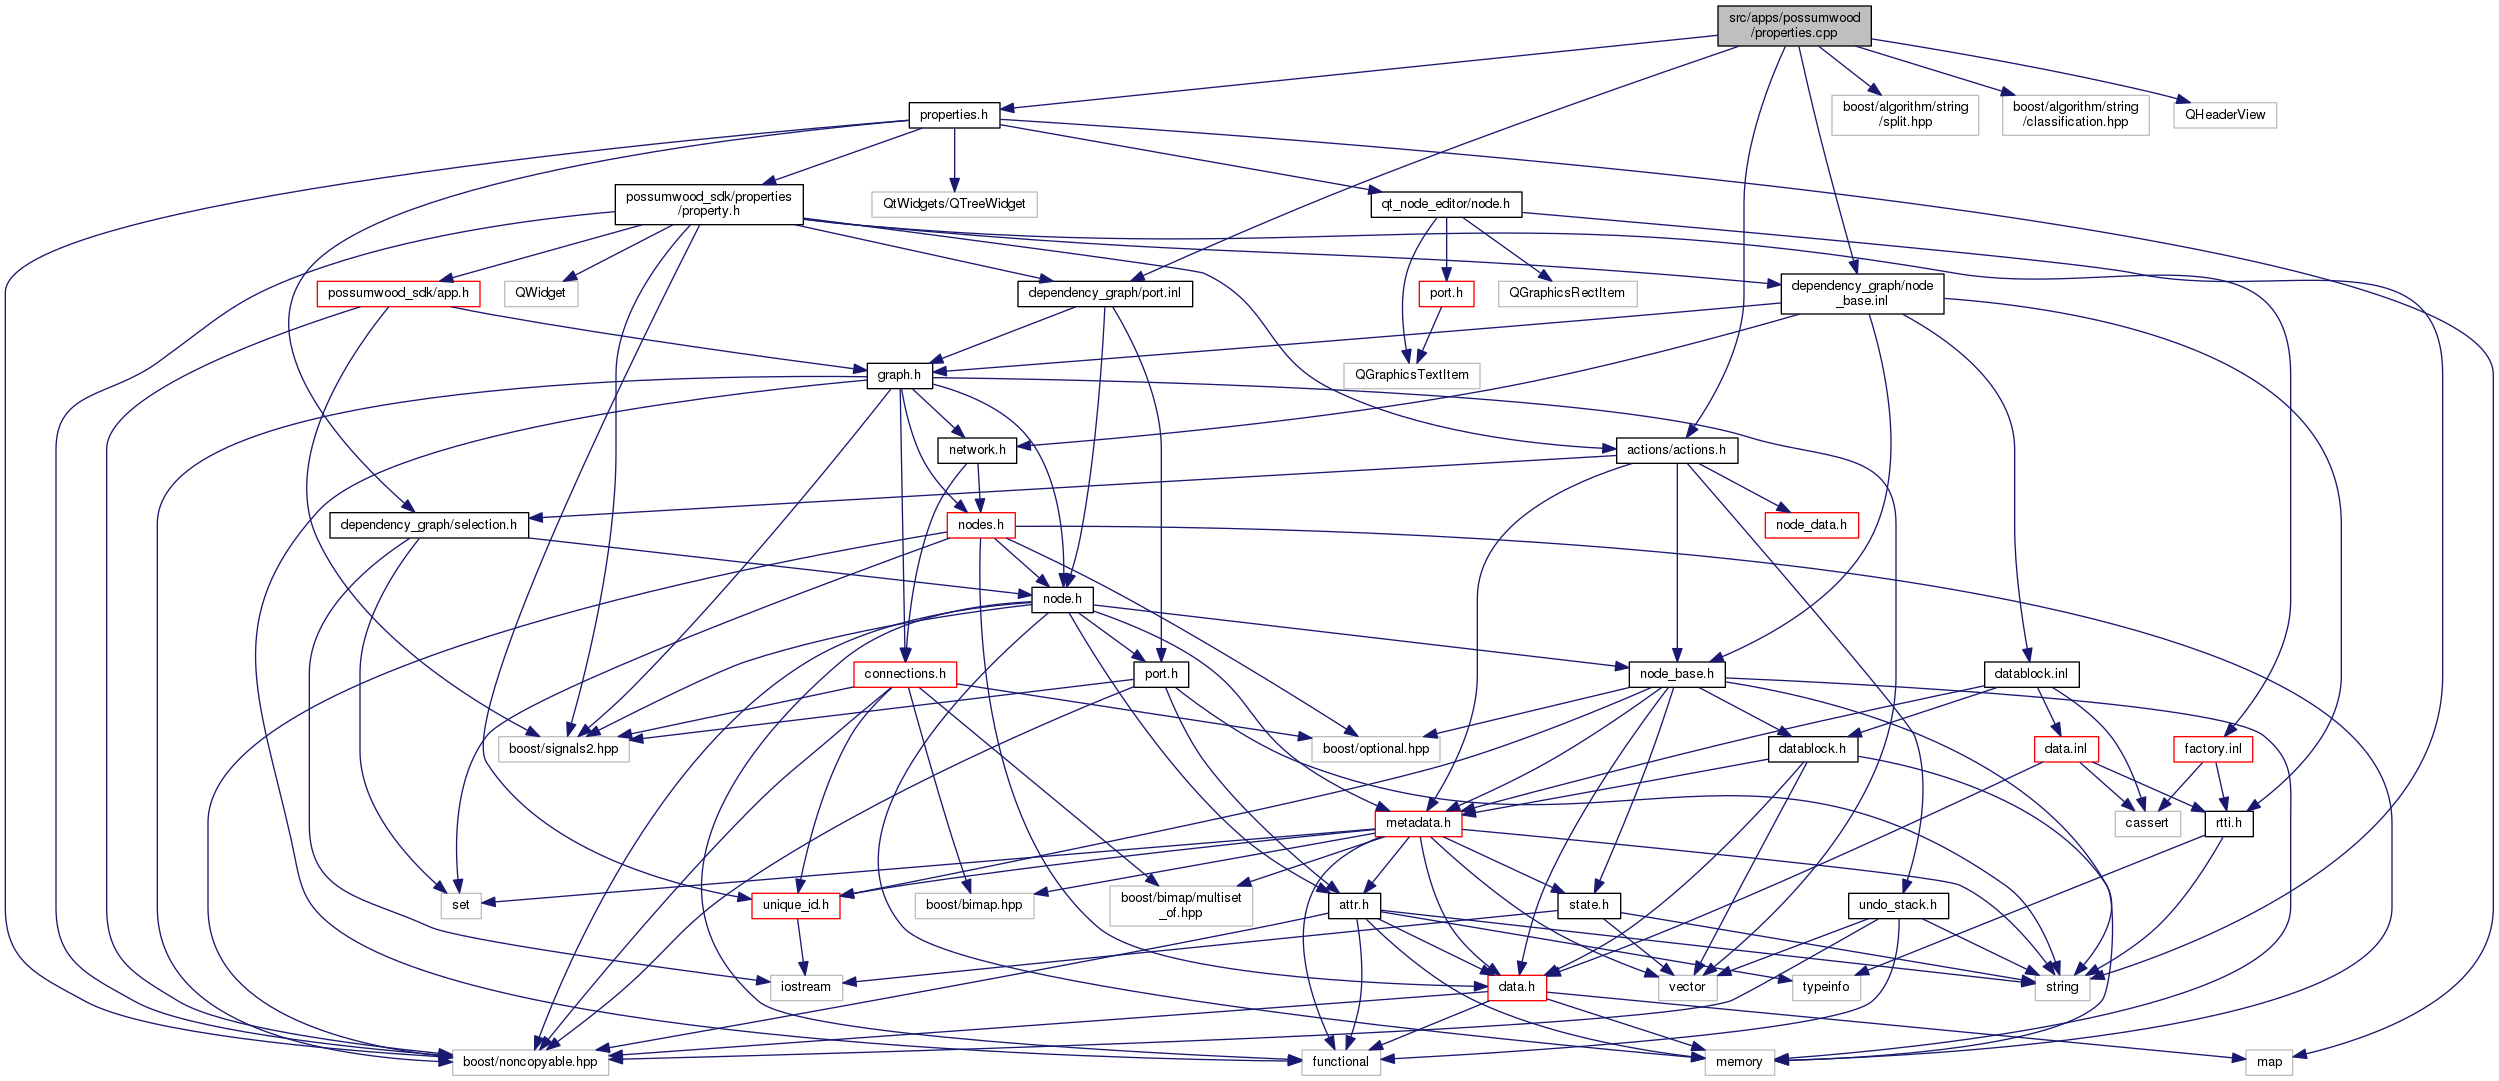 src/apps/possumwood
/properties.cpp
properties.h
boost/algorithm/string
/split.hpp
boost/algorithm/string
/classification.hpp
QHeaderView
possumwood_sdk/properties
/property.h
QtWidgets/QTreeWidget
qt_node_editor/node.h
possumwood_sdk/app.h
QWidget
dependency_graph/port.inl
port.h
QGraphicsRectItem
dependency_graph/node
_base.inl
graph.h
QGraphicsTextItem
network.h
actions/actions.h
dependency_graph/selection.h
nodes.h
node_data.h
node.h
connections.h
port.h
node_base.h
datablock.inl
boost/signals2.hpp
boost/optional.hpp
datablock.h
data.inl
factory.inl
metadata.h
cassert
rtti.h
set
unique_id.h
boost/bimap.hpp
boost/bimap/multiset
_of.hpp
attr.h
state.h
undo_stack.h
iostream
data.h
vector
typeinfo
string
boost/noncopyable.hpp
functional
memory
map